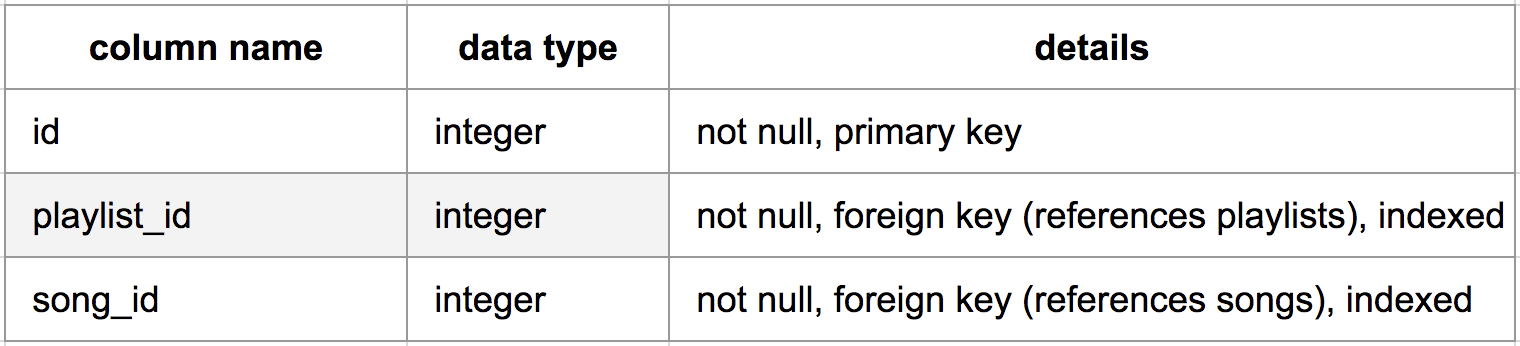 column name data type details
id integer not null, primary key
playlist_id integer not null, foreign key (references playlists), indexed
song_id integer not null, foreign key (references songs), indexed